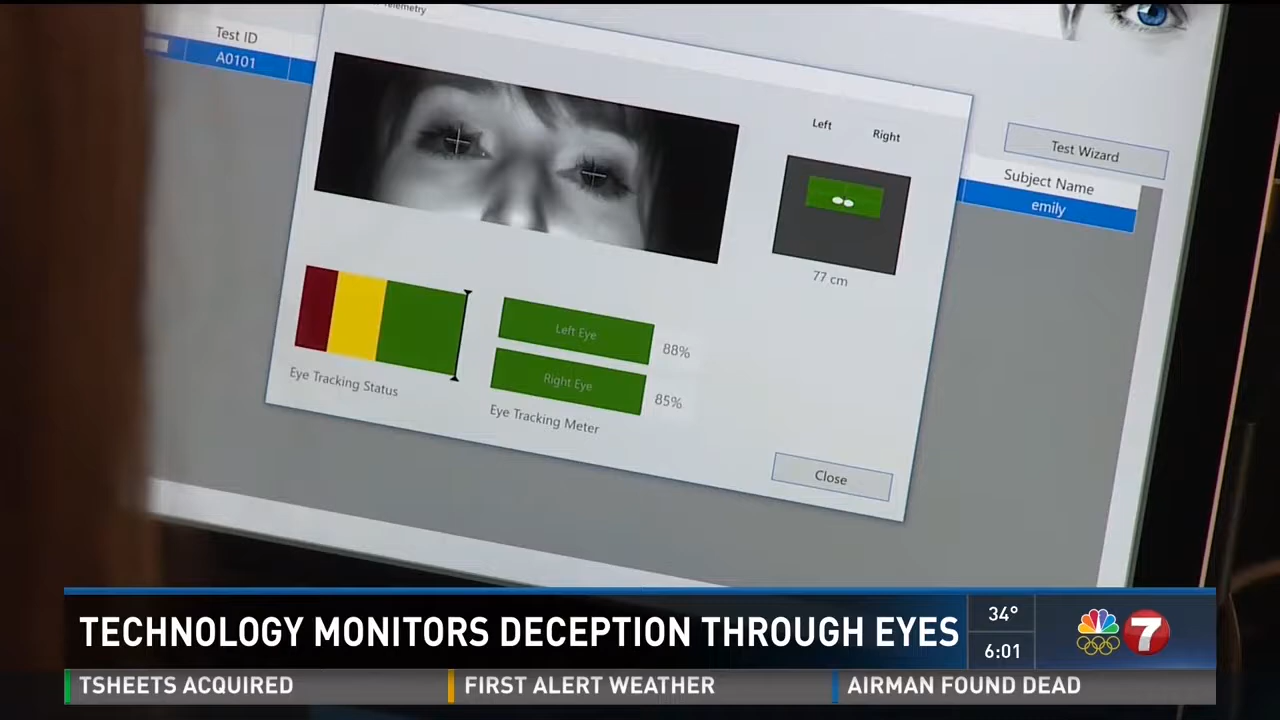 Telemetry
Test ID
A0101
Left Right
Test Wizard
Subject Name
emily
77 cm
Left Eye
88%
Right Eye
85%
Eye Tracking Status
Eye Tracking Meter
Close
TECHNOLOGY MONITORS DECEPTION THROUGH EYES
34°
6:01
7
TSHEETS ACQUIRED
FIRST ALERT WEATHER
AIRMAN FOUND DEAD